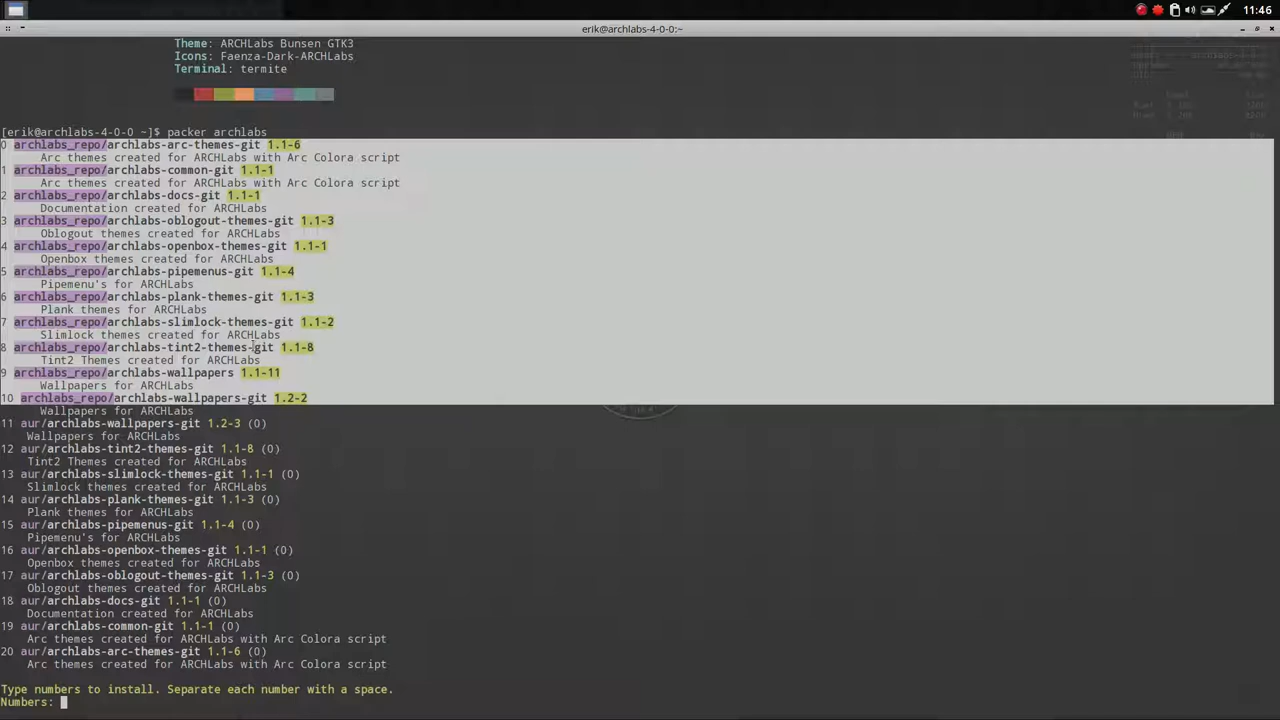 11:46
erik@archlabs-4-0-0:~
Theme: ARCHLabs Bunsen GTK3
Icons: Faenza-Dark-ARCHLabs
Terminal: termite
[erik@archlabs-4-0-0 ~]$ packer archlabs
0 archlabs_repo/archlabs-arc-themes-git 1.1-6
Arc themes created for ARCHLabs with Arc Colora script
1 archlabs_repo/archlabs-common-git 1.1-1
Arc themes created for ARCHLabs with Arc Colora script
2 archlabs_repo/archlabs-docs-git 1.1-1
Documentation created for ARCHLabs
3 archlabs_repo/archlabs-oblogout-themes-git 1.1-3
Oblogout themes created for ARCHLabs
4 archlabs_repo/archlabs-openbox-themes-git 1.1-1
Openbox themes created for ARCHLabs
5 archlabs_repo/archlabs-pipemenus-git 1.1-4
Pipemenu's for ARCHLabs
6 archlabs_repo/archlabs-plank-themes-git 1.1-3
Plank themes for ARCHLabs
7 archlabs_repo/archlabs-slimlock-themes-git 1.1-2
Slimlock themes created for ARCHLabs
8 archlabs_repo/archlabs-tint2-themes-git 1.1-8
Tint2 Themes created for ARCHLabs
9 archlabs_repo/archlabs-wallpapers 1.1-11
Wallpapers for ARCHLabs
10 archlabs_repo/archlabs-wallpapers-git 1.2-2
Wallpapers for ARCHLabs
11 aur/archlabs-wallpapers-git 1.2-3 (0)
Wallpapers for ARCHLabs
12 aur/archlabs-tint2-themes-git 1.1-8 (0)
Tint2 Themes created for ARCHLabs
13 aur/archlabs-slimlock-themes-git 1.1-1 (0)
Slimlock themes created for ARCHLabs
14 aur/archlabs-plank-themes-git 1.1-3 (0)
Plank themes for ARCHLabs
15 aur/archlabs-pipemenus-git 1.1-4 (0)
Pipemenu's for ARCHLabs
16 aur/archlabs-openbox-themes-git 1.1-1 (0)
Openbox themes created for ARCHLabs
17 aur/archlabs-oblogout-themes-git 1.1-3 (0)
Oblogout themes created for ARCHLabs
18 aur/archlabs-docs-git 1.1-1 (0)
Documentation created for ARCHLabs
19 aur/archlabs-common-git 1.1-1 (0)
Arc themes created for ARCHLabs with Arc Colora script
20 aur/archlabs-arc-themes-git 1.1-6 (0)
Arc themes created for ARCHLabs with Arc Colora script
Type numbers to install. Separate each number with a space.
Numbers: